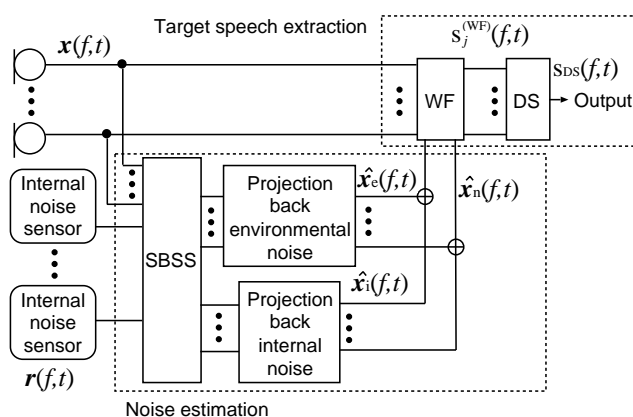 Target speech extraction
x(f,t)
s_j^(WF)(f,t)
s_DS(f,t)
WF
DS
Output
Internal
noise
sensor
SBSS
Projection
back
environmental
noise
x̂_e(f,t)
x̂_n(f,t)
Internal
noise
sensor
Projection
back
internal
noise
x̂_i(f,t)
r(f,t)
Noise estimation